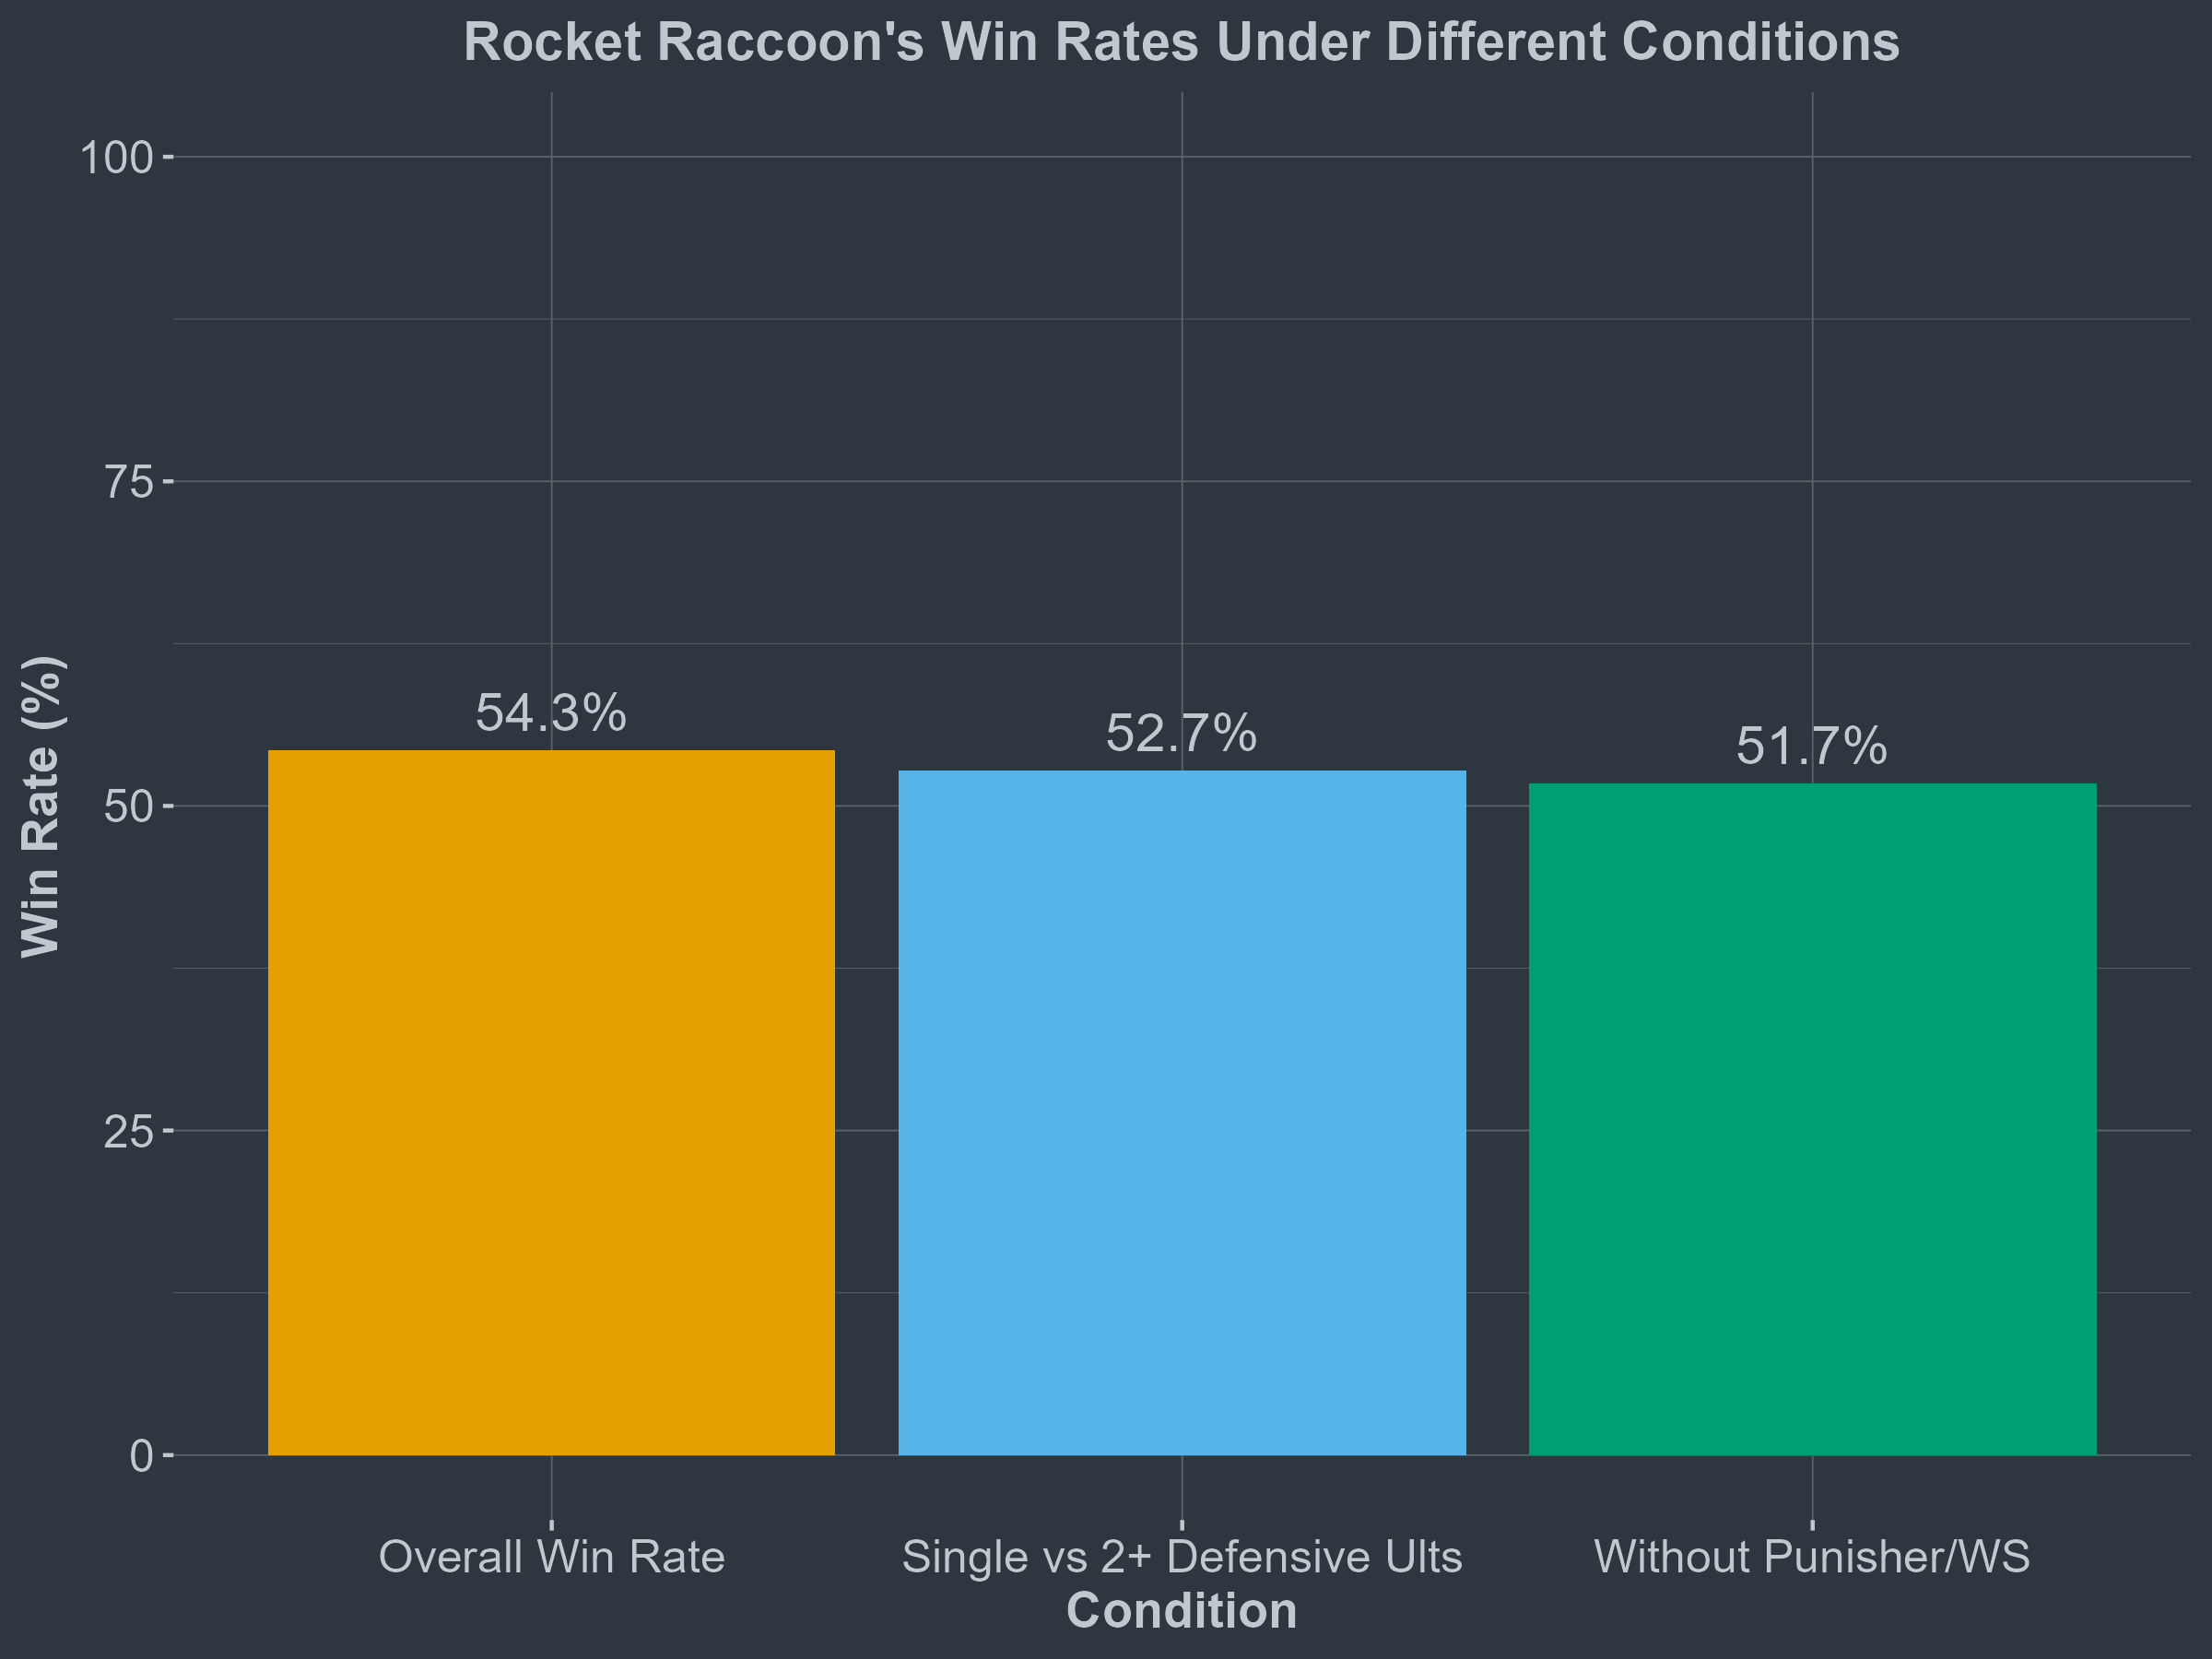 Rocket Raccoon's Win Rates Under Different Conditions
Win Rate (%)
100
75
50
25
0
54.3%
52.7%
51.7%
Overall Win Rate
Single vs 2+ Defensive Ults
Without Punisher/WS
Condition